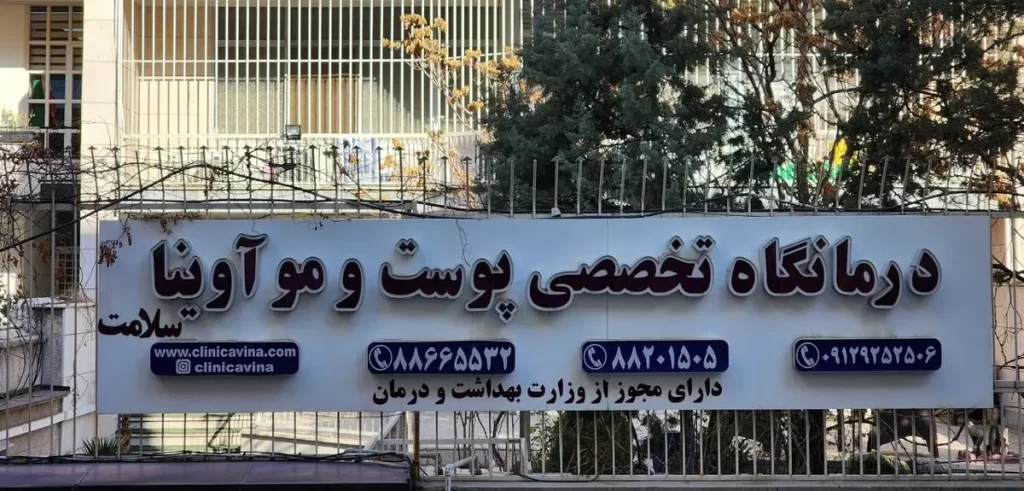 درمانگاه تخصصی پوست و مو آوینا
سلامت
۰۹۱۲۹۲۵۲۵۰۶
۸۸۲۰۱۵۰۵
۸۸۶۶۵۵۳۲
www.clinicavina.com
clinicavina
دارای مجوز از وزارت بهداشت و درمان